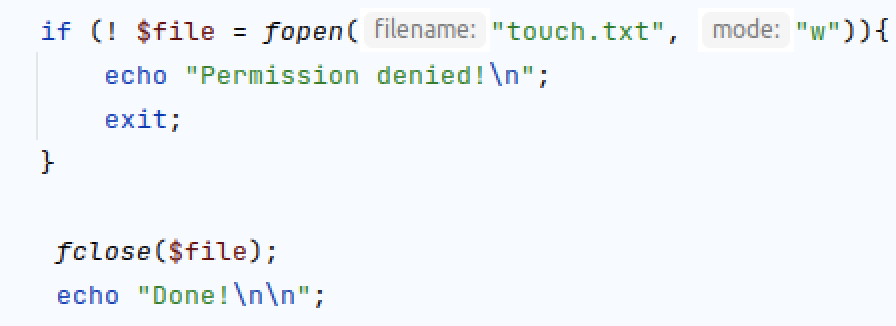 if (! $file = fopen( filename: "touch.txt", mode: "w")){
    echo "Permission denied!\n";
    exit;
}
 fclose($file);
 echo "Done!\n\n";